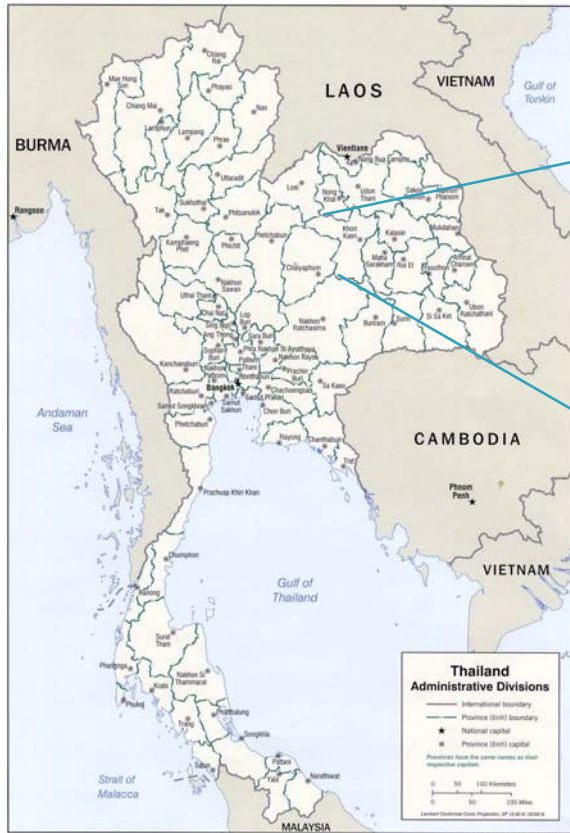 Chiang
Rai
Mae Hong
Son
Phayao
Chiang Mai
Nan
Lamphun
Lampang
Phrae
LAOS
VIETNAM
Gulf of
Tonkin
BURMA
Vientiane
Nong Bua Lamphu
Uttaradit
Loei
Nong
Khai
Udon
Thani
Sakon
Nakhon
Phanom
Rangoon
Sukhothai
Tak
Phitsanulok
Phetchabun
Khon
Kaen
Kalasin
Mukdahan
Kamphaeng
Phet
Phichit
Maha
Sarakham
Roi Et
Yasothon
Amnat
Charoen
Chaiyaphum
Nakhon
Sawan
Uthai Thani
Chai Nat
Sing Buri
Lop
Buri
Ang Thong
Sara Buri
Nakhon
Ratchasima
Buriram
Surin
Si Sa Ket
Ubon
Ratchathani
Suphan
Buri
Phra Nakhon Si Ayutthaya
Nakhon Nayok
Kanchanaburi
Nakhon
Pathom
Pathum
Thani
Nonthaburi
Prachin
Buri
Sa Kaeo
Bangkok
Chachoengsao
Ratchaburi
Samut Prakan
Samut Songkhram
Samut
Sakhon
Chon Buri
Phetchaburi
Rayong
Chanthaburi
Trat
Andaman
Sea
CAMBODIA
Phnom
Penh
Prachuap Khiri Khan
VIETNAM
Chumphon
Ranong
Gulf of
Thailand
Surat
Thani
Phangnga
Krabi
Nakhon Si
Thammarat
Phuket
Trang
Phatthalung
Songkhla
Satun
Pattani
Yala
Narathiwat
Strait of
Malacca
MALAYSIA
Thailand
Administrative Divisions
International boundary
Province (tinh) boundary
National capital
Province (tinh) capital
Provinces have the same names as their
respective capitals.
0 50 100 Kilometers
0 50 100 Miles